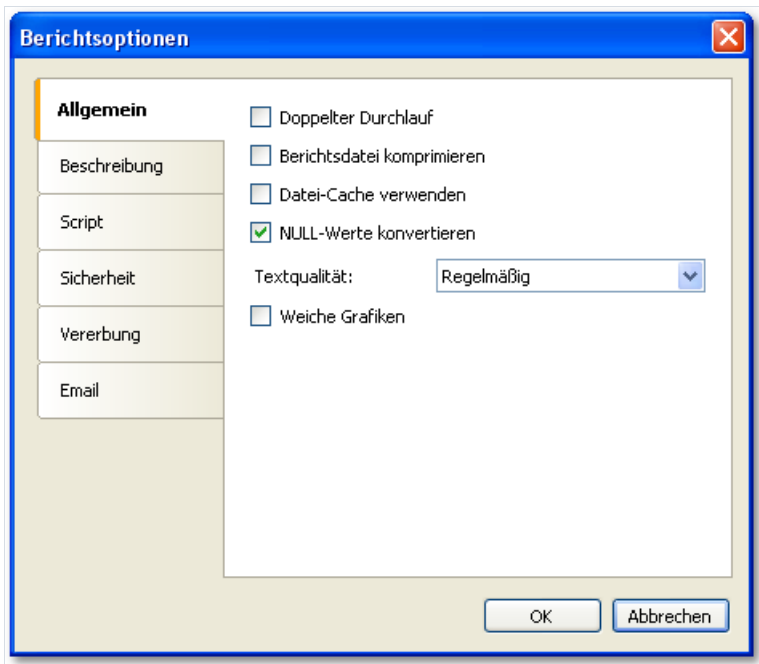 Berichtsoptionen
Allgemein
Beschreibung
Script
Sicherheit
Vererbung
Email
Doppelter Durchlauf
Berichtsdatei komprimieren
Datei-Cache verwenden
NULL-Werte konvertieren
Textqualität: Regelmäßig
Weiche Grafiken
OK Abbrechen